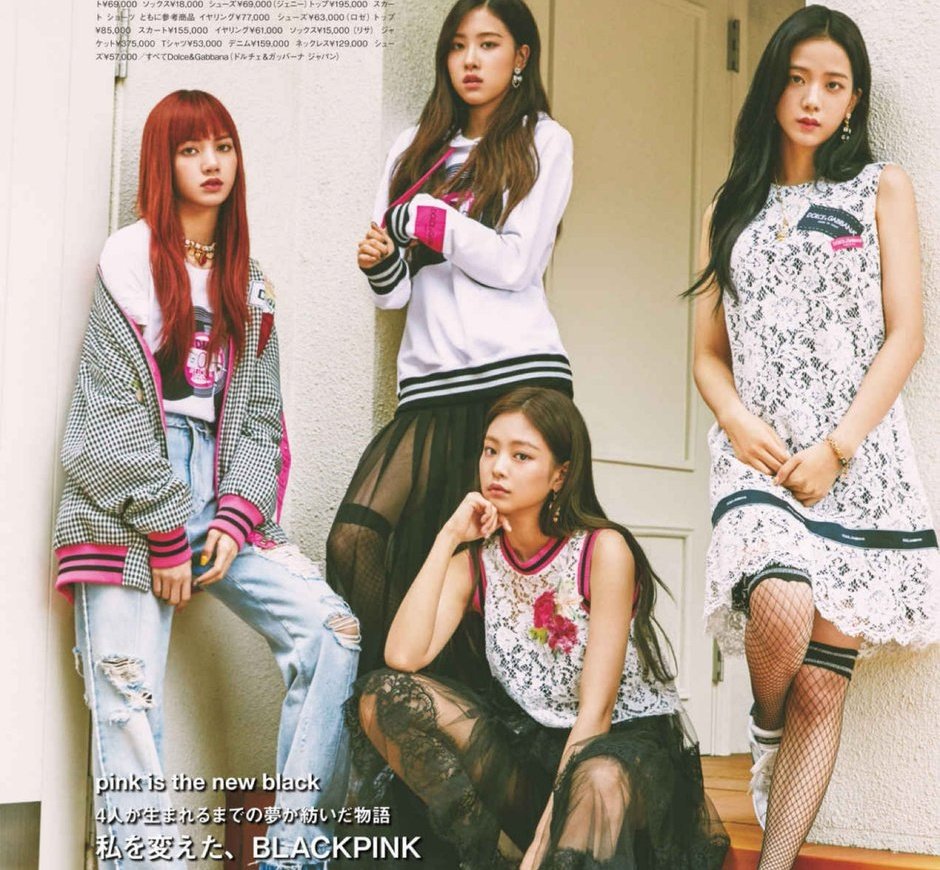 ト¥69,000 ソックス¥18,000 シューズ¥69,000(ジェニー)トップ¥195,000 スカー
ト ショーツ ともに参考商品 イヤリング¥77,000 シューズ¥63,000(ロゼ)トップ
¥85,000 スカート¥155,000 イヤリング¥61,000 ソックス¥15,000(リサ) ジャ
ケット¥375,000 Tシャツ¥53,000 デニム¥159,000 ネックレス¥129,000 シュー
ズ¥57,000/すべてDolce&Gabbana(ドルチェ&ガッバーナ ジャパン)
DOLCE & GABBANA
pink is the new black
4人が生まれるまでの夢が紡いだ物語
私を変えた、BLACKPINK